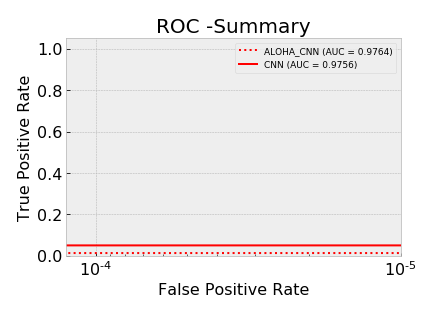 ROC -Summary
ALOHA_CNN (AUC = 0.9764)
CNN (AUC = 0.9756)
True Positive Rate
1.0
0.8
0.6
0.4
0.2
0.0
10⁻⁴
10⁻⁵
False Positive Rate